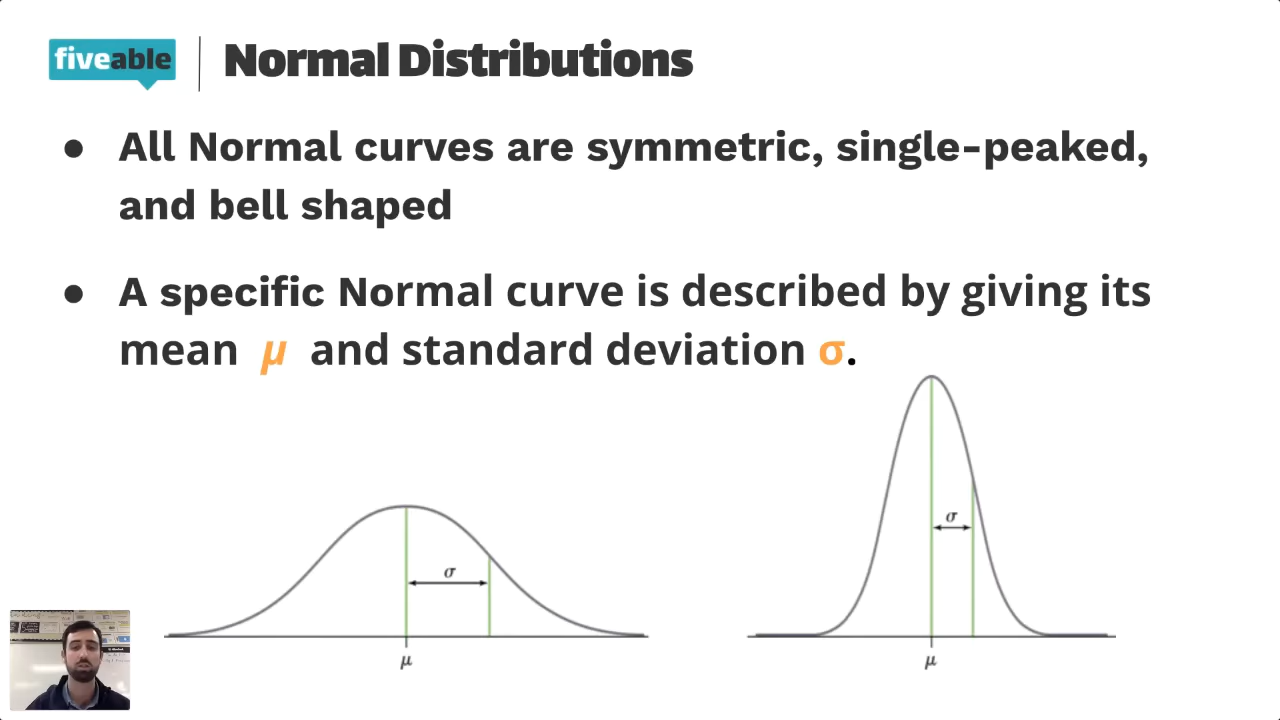 fiveable
Normal Distributions
● All Normal curves are symmetric, single-peaked,
and bell shaped
● A specific Normal curve is described by giving its
mean μ and standard deviation σ.
σ
σ
μ
μ